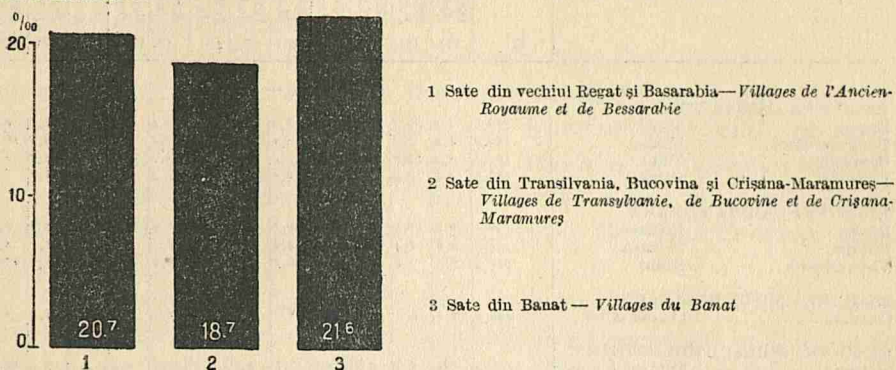 ‰
20
10
0
20.7
18.7
21.6
1
2
3
1 Sate din vechiul Regat și Basarabia—Villages de l'Ancien-
Royaume et de Bessarabie
2 Sate din Transilvania, Bucovina și Crișana-Maramureș—
Villages de Transylvanie, de Bucovine et de Crișana-
Maramureș
3 Sate din Banat — Villages du Banat